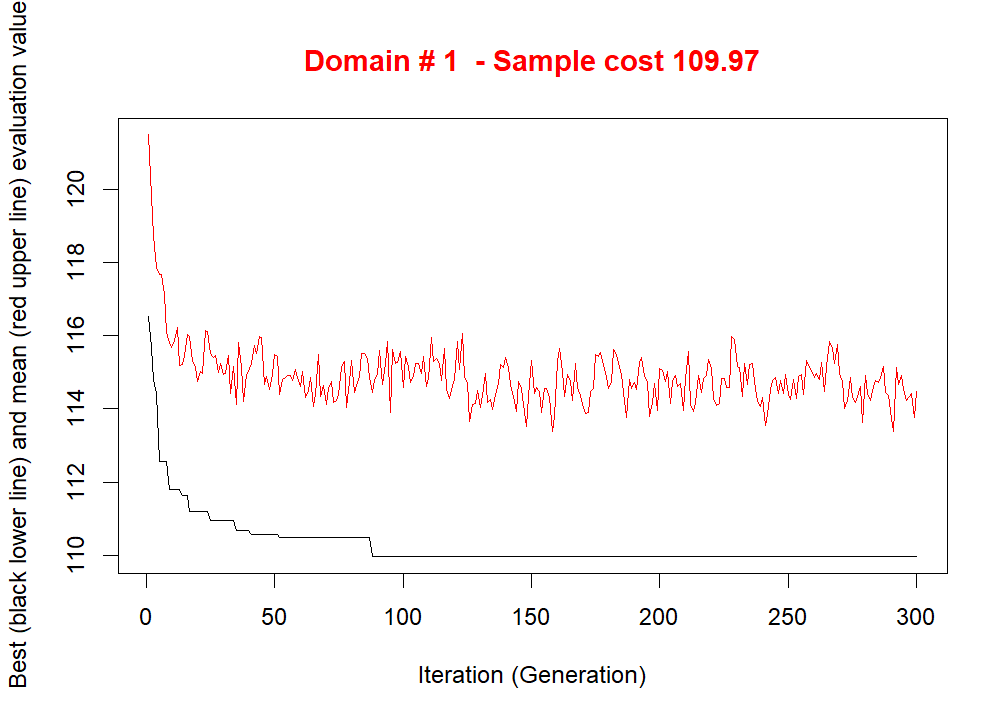 Domain # 1  - Sample cost 109.97
Best (black lower line) and mean (red upper line) evaluation value
120
118
116
114
112
110
0 50 100 150 200 250 300
Iteration (Generation)